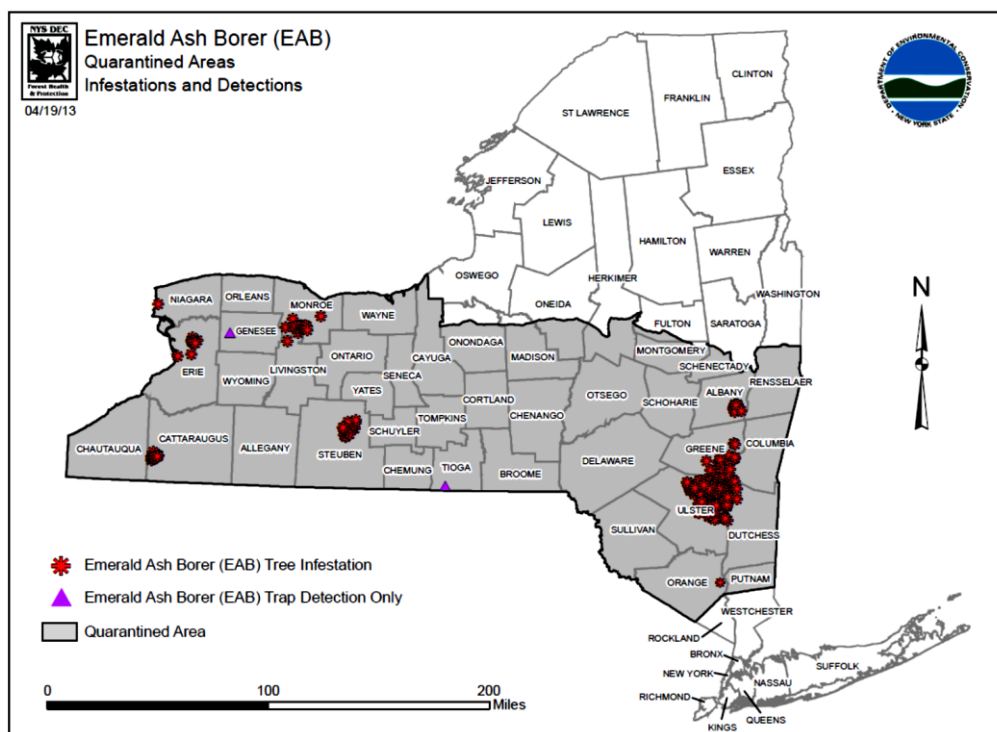 NYS DEC
Forest Health
& Protection
04/19/13
Emerald Ash Borer (EAB)
Quarantined Areas
Infestations and Detections
DEPARTMENT OF ENVIRONMENTAL CONSERVATION
NEW YORK STATE
CLINTON
FRANKLIN
ST LAWRENCE
ESSEX
JEFFERSON
LEWIS
HAMILTON
WARREN
OSWEGO
HERKIMER
ONEIDA
WASHINGTON
FULTON
SARATOGA
N
NIAGARA
ORLEANS
MONROE
WAYNE
GENESEE
ONONDAGA
MADISON
MONTGOMERY
SCHENECTADY
ERIE
WYOMING
LIVINGSTON
ONTARIO
SENECA
CAYUGA
YATES
CORTLAND
OTSEGO
SCHOHARIE
ALBANY
RENSSELAER
CHENANGO
TOMPKINS
SCHUYLER
CHAUTAUQUA
CATTARAUGUS
ALLEGANY
STEUBEN
CHEMUNG
TIOGA
BROOME
DELAWARE
GREENE
COLUMBIA
ULSTER
SULLIVAN
DUTCHESS
ORANGE
PUTNAM
WESTCHESTER
ROCKLAND
BRONX
NEW YORK
RICHMOND
KINGS
QUEENS
NASSAU
SUFFOLK
Emerald Ash Borer (EAB) Tree Infestation
Emerald Ash Borer (EAB) Trap Detection Only
Quarantined Area
0 100 200
Miles